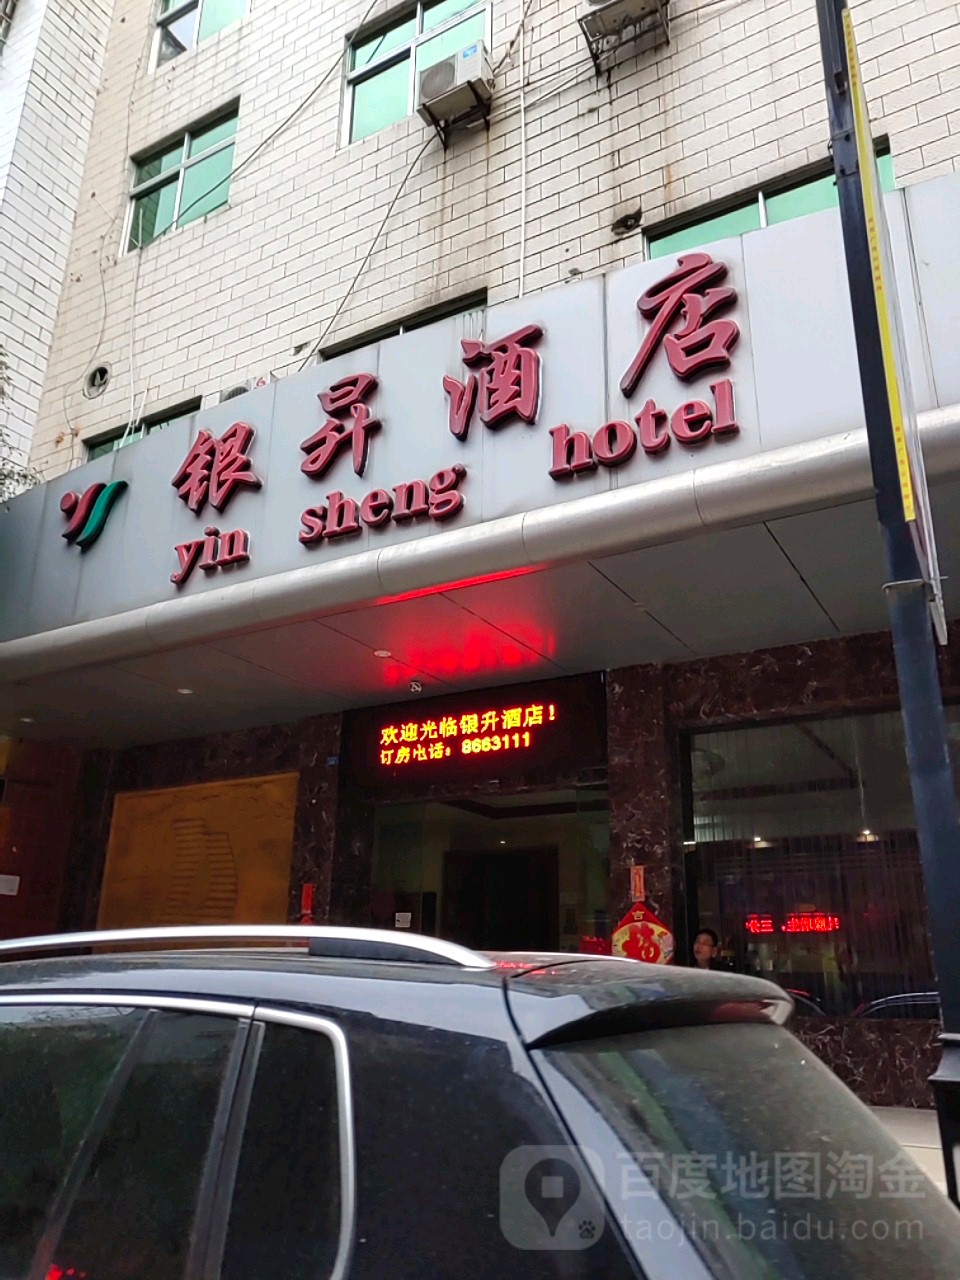 银昇酒店
yin sheng hotel
欢迎光临银升酒店！
订房电话：8663111
吉
福
百度地图淘金
taojin.baidu.com